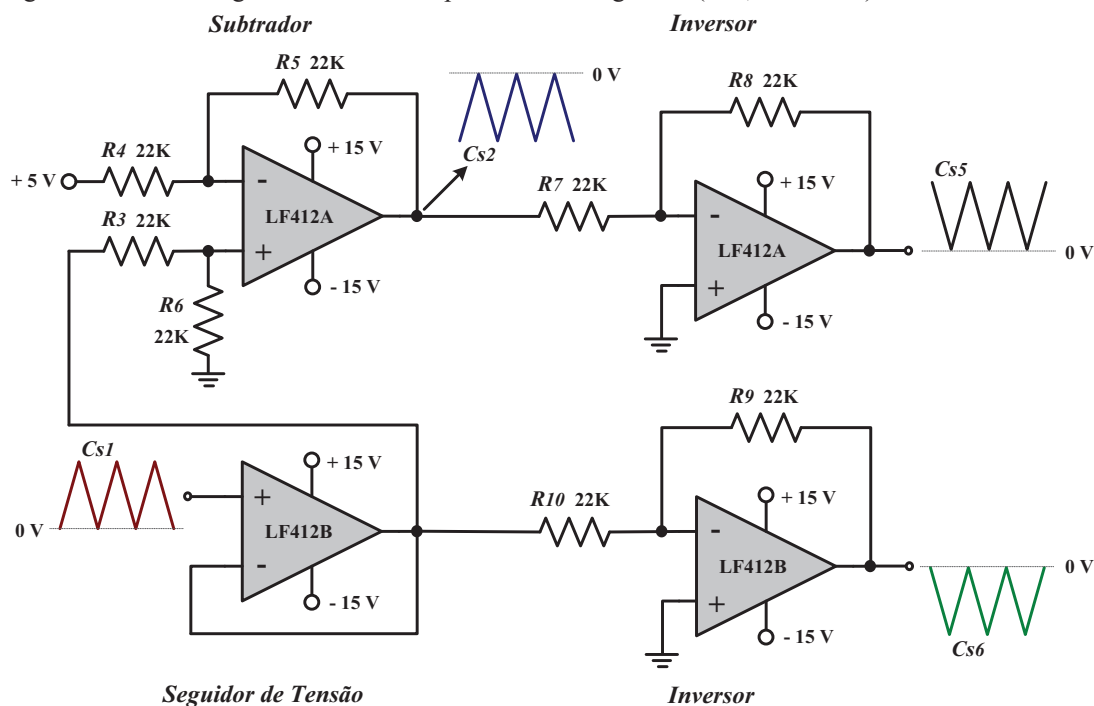 Subtrador
Inversor
R5 22K
0 V
R8 22K
+ 15 V
Cs2
R4 22K
+ 5 V
-
R7 22K
+ 15 V
Cs5
R3 22K
LF412A
-
+
LF412A
0 V
- 15 V
+
R6
22K
- 15 V
R9 22K
Cs1
+ 15 V
+ 15 V
+
R10 22K
-
0 V
LF412B
LF412B
0 V
-
+
- 15 V
- 15 V
Cs6
Seguidor de Tensão
Inversor